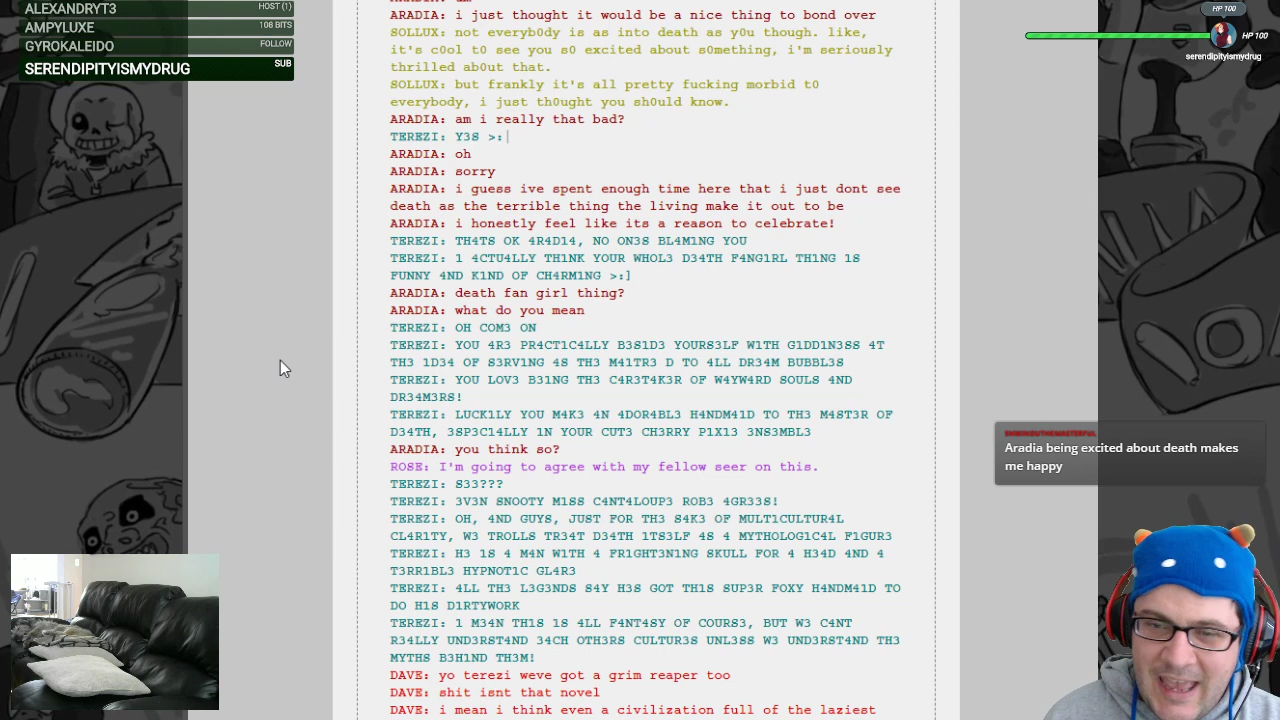 ALEXANDRYT3
HOST (1)
AMPYLUXE
108 BITS
GYROKALEIDO
FOLLOW
SERENDIPITYISMYDRUG
SUB
HP 100
HP 100
serendipitymydrug
ARADIA: i just thought it would be a nice thing to bond over
SOLLUX: not everyb0dy is as into death as y0u though. like,
it's c0ol t0 see you s0 excited about s0mething, i'm seriously
thrilled ab0ut that.
SOLLUX: but frankly it's all pretty fucking morbid t0
everybody, i just th0ught you sh0uld know.
ARADIA: am i really that bad?
TEREZI: Y3S >:|
ARADIA: oh
ARADIA: sorry
ARADIA: i guess ive spent enough time here that i just dont see
death as the terrible thing the living make it out to be
ARADIA: i honestly feel like its a reason to celebrate!
TEREZI: TH4TS OK 4R4D14, NO ON3S BL4M1NG YOU
TEREZI: 1 4CTU4LLY TH1NK YOUR WHOL3 D34TH F4NG1RL TH1NG 1S
FUNNY 4ND K1ND OF CH4RM1NG >:]
ARADIA: death fan girl thing?
ARADIA: what do you mean
TEREZI: OH COM3 ON
TEREZI: YOU 4R3 PR4CT1C4LLY B3S1D3 YOURS3LF W1TH G1DD1N3SS 4T
TH3 1D34 OF S3RV1NG 4S TH3 M41TR3 D TO 4LL DR34M BUBBL3S
TEREZI: YOU LOV3 B31NG TH3 C4R3T4K3R OF W4YW4RD SOULS 4ND
DR34M3RS!
TEREZI: LUCK1LY YOU M4K3 4N 4DOR4BL3 H4NDM41D TO TH3 M4ST3R OF
D34TH, 3SP3C14LLY 1N YOUR CUT3 CH3RRY P1X13 3NS3MBL3
ARADIA: you think so?
ROSE: I'm going to agree with my fellow seer on this.
TEREZI: S33???
TEREZI: 3V3N SNOOTY M1SS C4NT4LOUP3 ROB3 4GR33S!
TEREZI: OH, 4ND GUYS, JUST FOR TH3 S4K3 OF MULT1CULTUR4L
CL4R1TY, W3 TROLLS TR34T D34TH 1TS3LF 4S 4 MYTHOLOG1C4L F1GUR3
TEREZI: H3 1S 4 M4N W1TH 4 FR1GHT3N1NG SKULL FOR 4 H34D 4ND 4
T3RR1BL3 HYPNOT1C GL4R3
TEREZI: 4LL TH3 L3G3NDS S4Y H3S GOT TH1S SUP3R FOXY H4NDM41D TO
DO H1S D1RTYWORK
TEREZI: 1 M34N TH1S 1S 4LL F4NT4SY OF COURS3, BUT W3 C4NT
R34LLY UND3RST4ND 34CH OTH3RS CULTUR3S UNL3SS W3 UND3RST4ND TH3
MYTHS B3H1ND TH3M!
DAVE: yo terezi weve got a grim reaper too
DAVE: shit isnt that novel
DAVE: i mean i think even a civilization full of the laziest
Aradia being excited about death makes
me happy